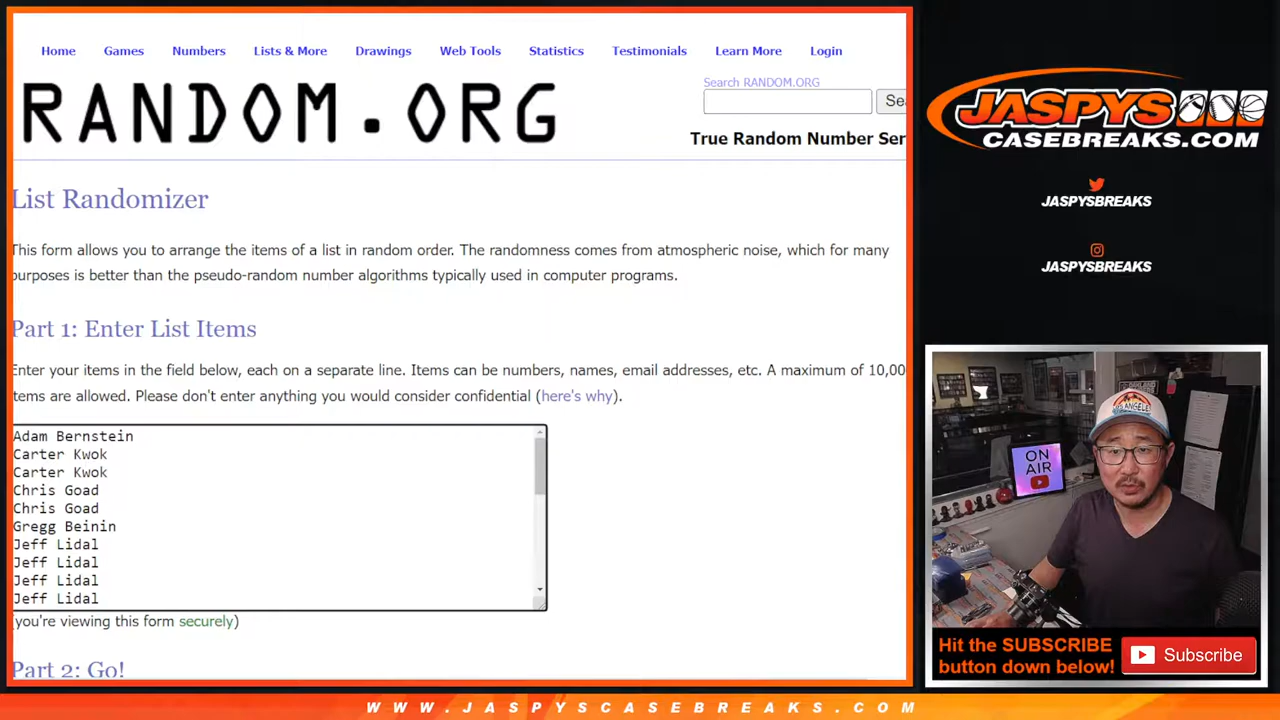 Home Games Numbers Lists & More Drawings Web Tools Statistics Testimonials Learn More Login
Search RANDOM.ORG
RANDOM.ORG
True Random Number Ser
List Randomizer
This form allows you to arrange the items of a list in random order. The randomness comes from atmospheric noise, which for many
purposes is better than the pseudo-random number algorithms typically used in computer programs.
Part 1: Enter List Items
Enter your items in the field below, each on a separate line. Items can be numbers, names, email addresses, etc. A maximum of 10,00
items are allowed. Please don't enter anything you would consider confidential (here's why).
Adam Bernstein
Carter Kwok
Carter Kwok
Chris Goad
Chris Goad
Gregg Beinin
Jeff Lidal
Jeff Lidal
Jeff Lidal
Jeff Lidal
(you're viewing this form securely)
Part 2: Go!
JASPYS
CASEBREAKS.COM
JASPYSBREAKS
JASPYSBREAKS
ON
AIR
Hit the SUBSCRIBE
button down below!
Subscribe
WWW.JASPYSCASEBREAKS.COM